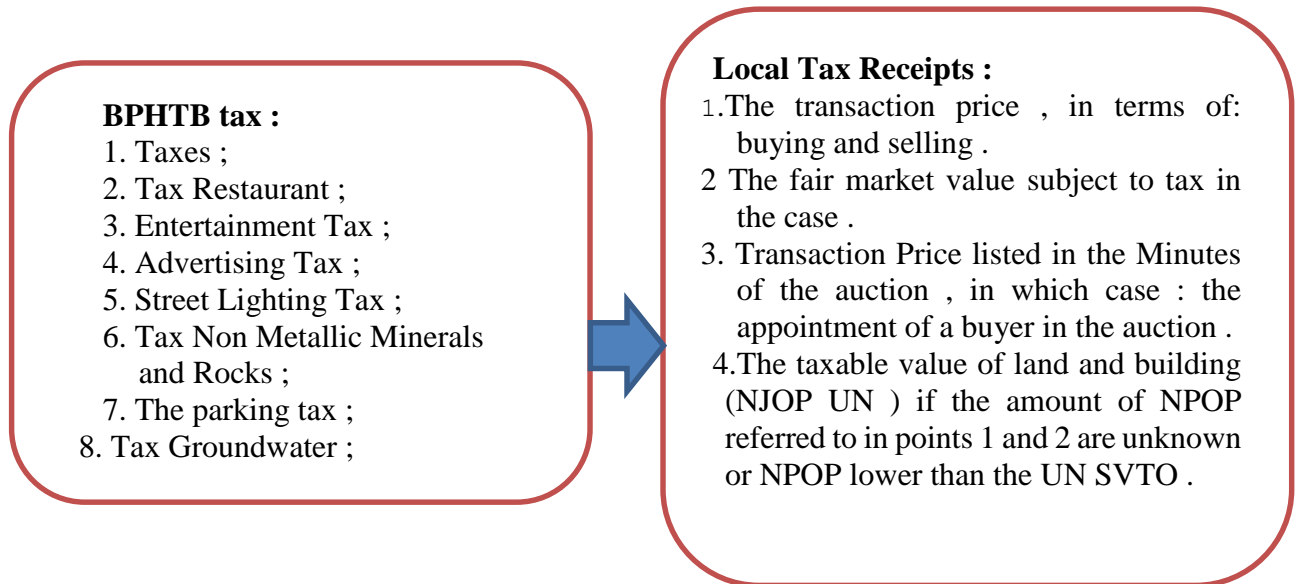 BPHTB tax :
1. Taxes ;
2. Tax Restaurant ;
3. Entertainment Tax ;
4. Advertising Tax ;
5. Street Lighting Tax ;
6. Tax Non Metallic Minerals
and Rocks ;
7. The parking tax ;
8. Tax Groundwater ;
Local Tax Receipts :
1.The transaction price , in terms of:
buying and selling .
2 The fair market value subject to tax in
the case .
3. Transaction Price listed in the Minutes
of the auction , in which case : the
appointment of a buyer in the auction .
4.The taxable value of land and building
(NJOP UN ) if the amount of NPOP
referred to in points 1 and 2 are unknown
or NPOP lower than the UN SVTO .